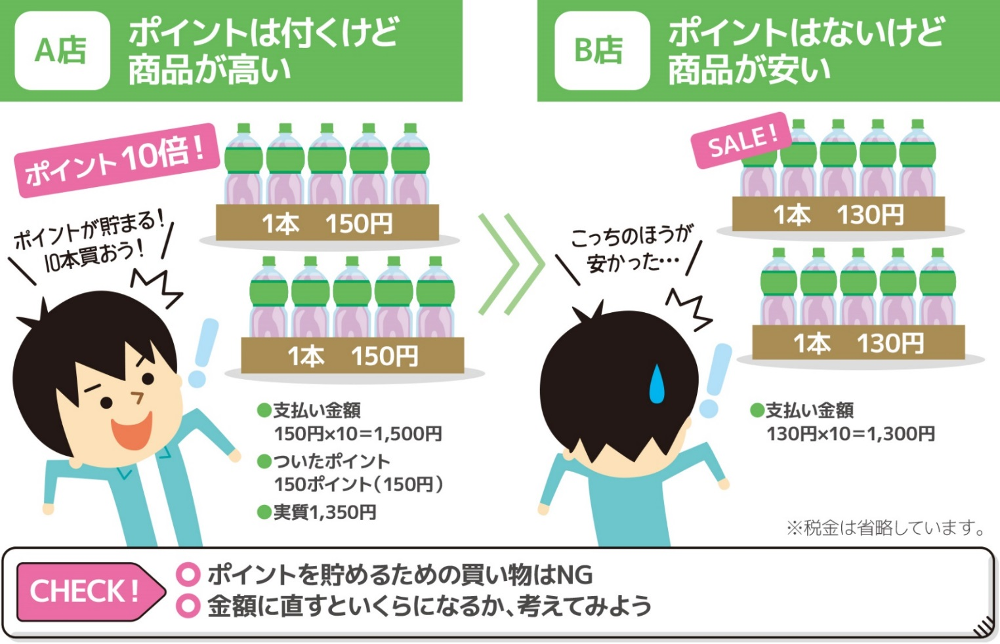 A店
ポイントは付くけど
商品が高い
ポイント10倍！
ポイントが貯まる！
10本買おう！
1本　150円
1本　150円
●支払い金額
150円×10＝1,500円
●ついたポイント
150ポイント（150円）
●実質1,350円
B店
ポイントはないけど
商品が安い
SALE！
こっちのほうが
安かった…
1本　130円
1本　130円
●支払い金額
130円×10＝1,300円
※税金は省略しています。
CHECK！
ポイントを貯めるための買い物はNG
金額に直すといくらになるか、考えてみよう